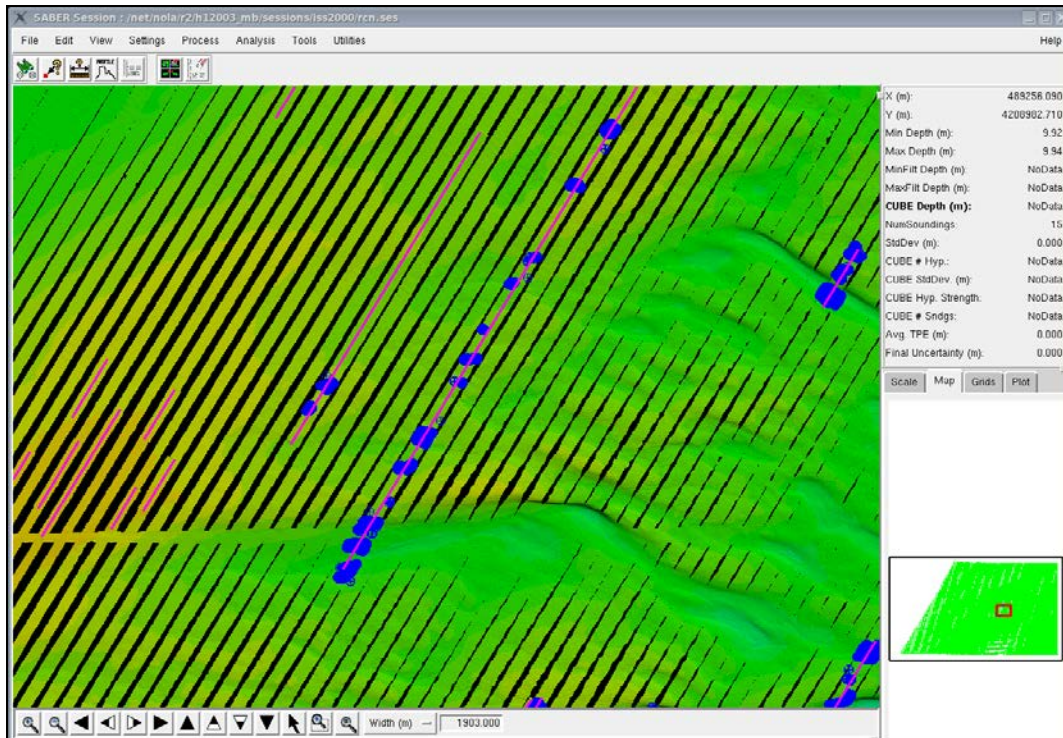 SABER Session : /net/nola/r2/h12003_mb/sessions/iss2000/rcn.ses
File Edit View Settings Process Analysis Tools Utilities Help
X (m): 489256.090
Y (m): 4208982.710
Min Depth (m): 9.92
Max Depth (m): 9.94
MinFilt Depth (m): NoData
MaxFilt Depth (m): NoData
CUBE Depth (m): NoData
NumSoundings: 15
StdDev (m): 0.000
CUBE # Hyp.: NoData
CUBE StdDev. (m): NoData
CUBE Hyp. Strength: NoData
CUBE # Sndgs: NoData
Avg. TPE (m): 0.000
Final Uncertainty (m): 0.000
Scale Map Grids Plot
Width (m) 1903.000